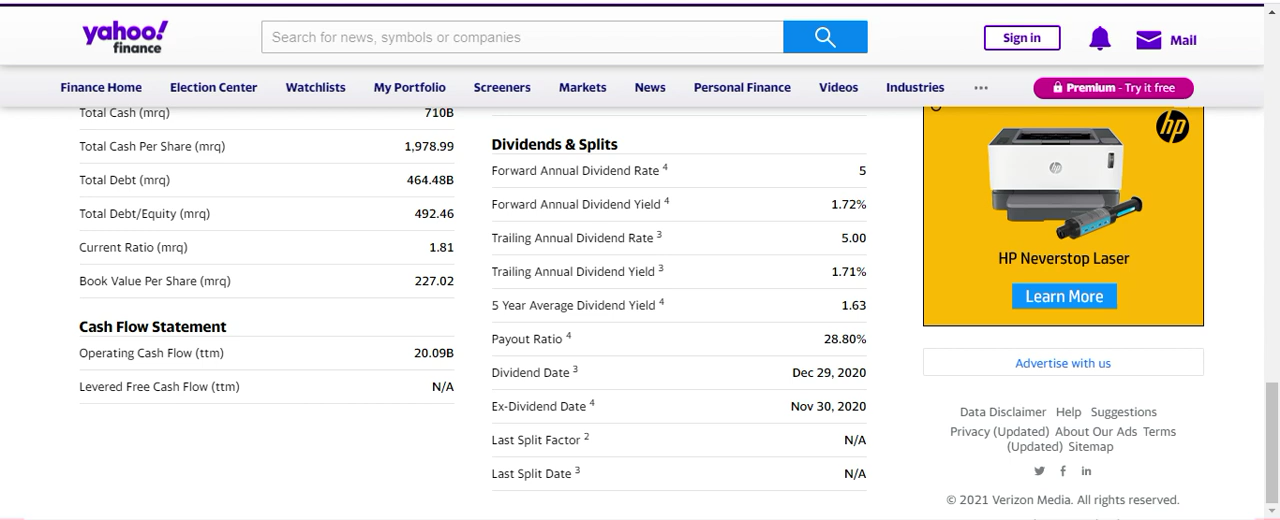 yahoo!
finance
Search for news, symbols or companies
Sign in
Mail
Finance Home Election Center Watchlists My Portfolio Screeners Markets News Personal Finance Videos Industries ... Premium - Try it free
Total Cash (mrq) 710B
Total Cash Per Share (mrq) 1,978.99
Total Debt (mrq) 464.48B
Total Debt/Equity (mrq) 492.46
Current Ratio (mrq) 1.81
Book Value Per Share (mrq) 227.02
Cash Flow Statement
Operating Cash Flow (ttm) 20.09B
Levered Free Cash Flow (ttm) N/A
Dividends & Splits
Forward Annual Dividend Rate 4 5
Forward Annual Dividend Yield 4 1.72%
Trailing Annual Dividend Rate 3 5.00
Trailing Annual Dividend Yield 3 1.71%
5 Year Average Dividend Yield 4 1.63
Payout Ratio 4 28.80%
Dividend Date 3 Dec 29, 2020
Ex-Dividend Date 4 Nov 30, 2020
Last Split Factor 2 N/A
Last Split Date 3 N/A
hp
HP Neverstop Laser
Learn More
Advertise with us
Data Disclaimer Help Suggestions
Privacy (Updated) About Our Ads Terms
(Updated) Sitemap
© 2021 Verizon Media. All rights reserved.